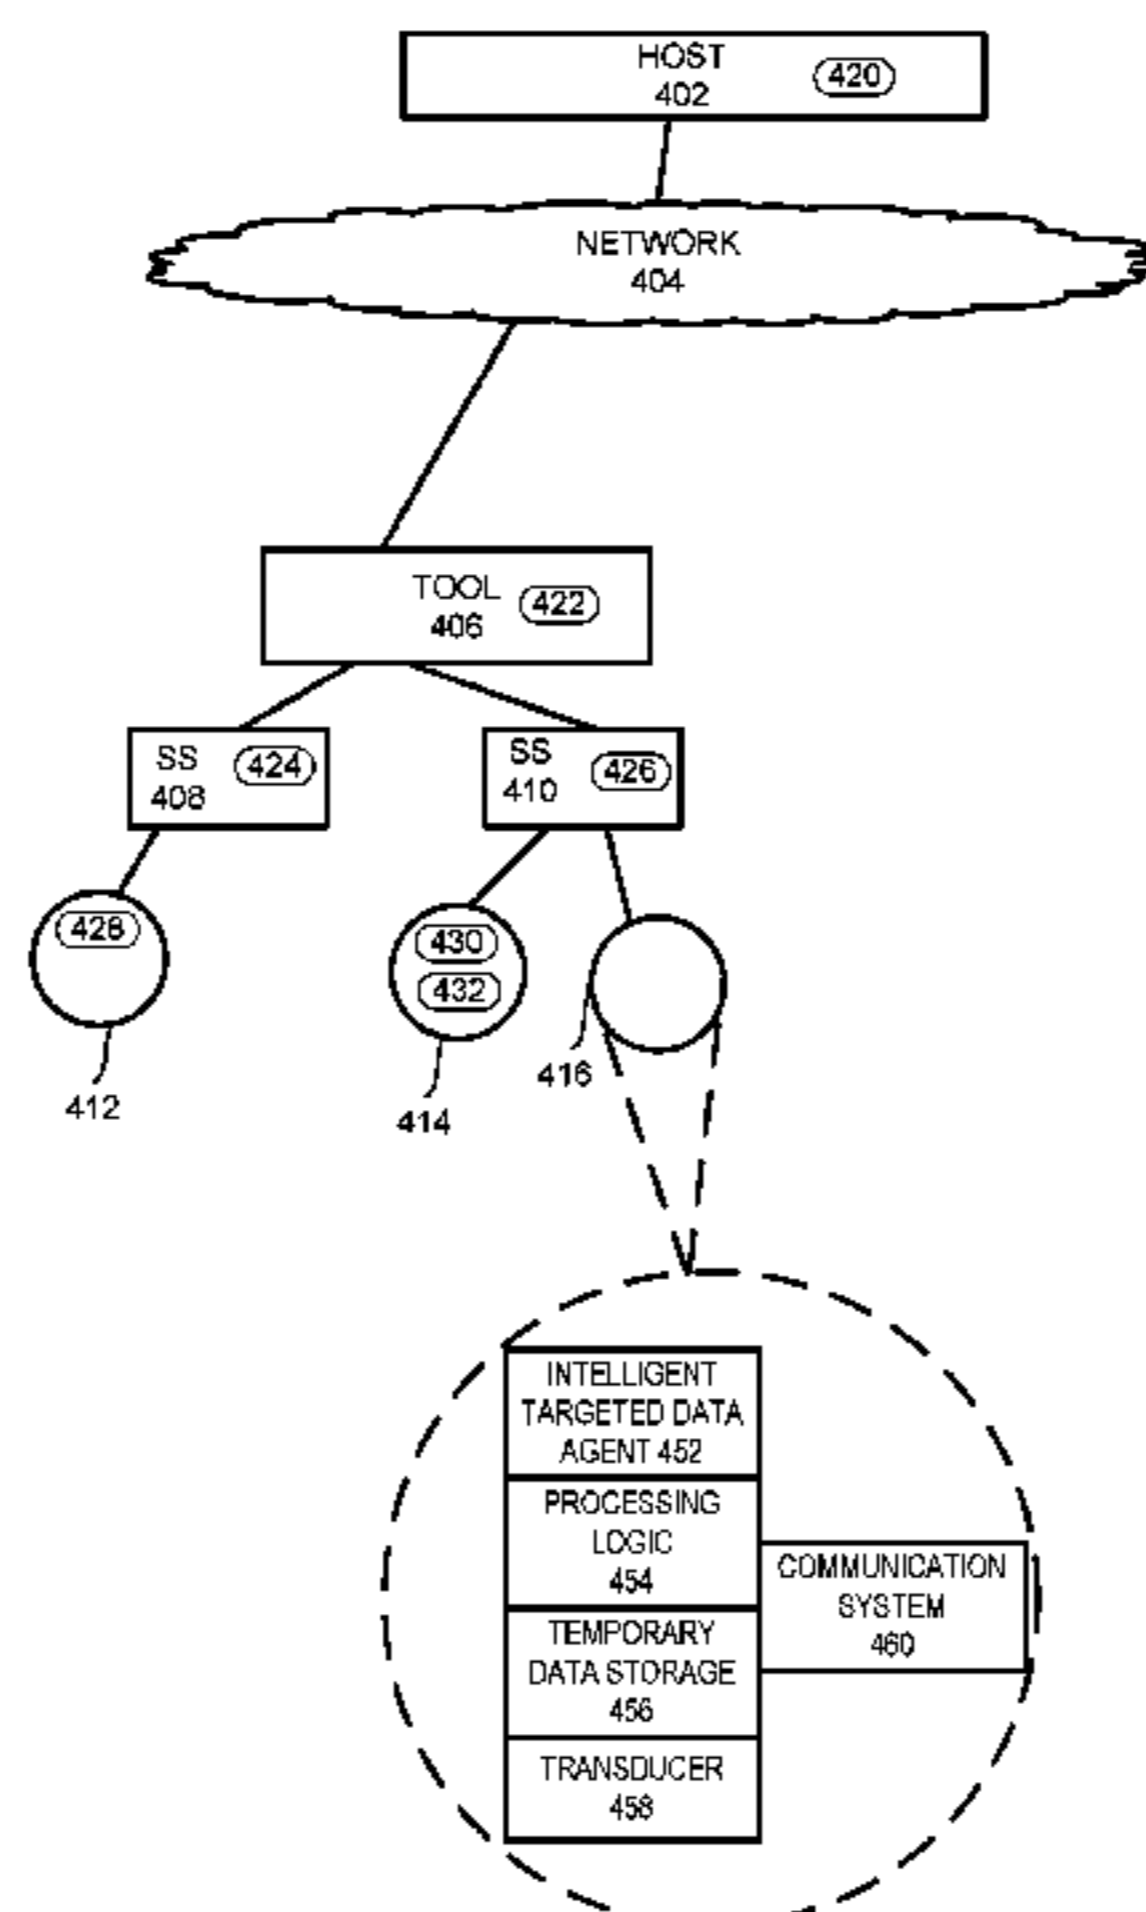 HOST
402
420
NETWORK
404
TOOL
406
422
SS
408
424
SS
410
426
428
430
432
412
414
416
INTELLIGENT
TARGETED DATA
AGENT 452
PROCESSING
LOGIC
454
TEMPORARY
DATA STORAGE
456
TRANSDUCER
458
COMMUNICATION
SYSTEM
460